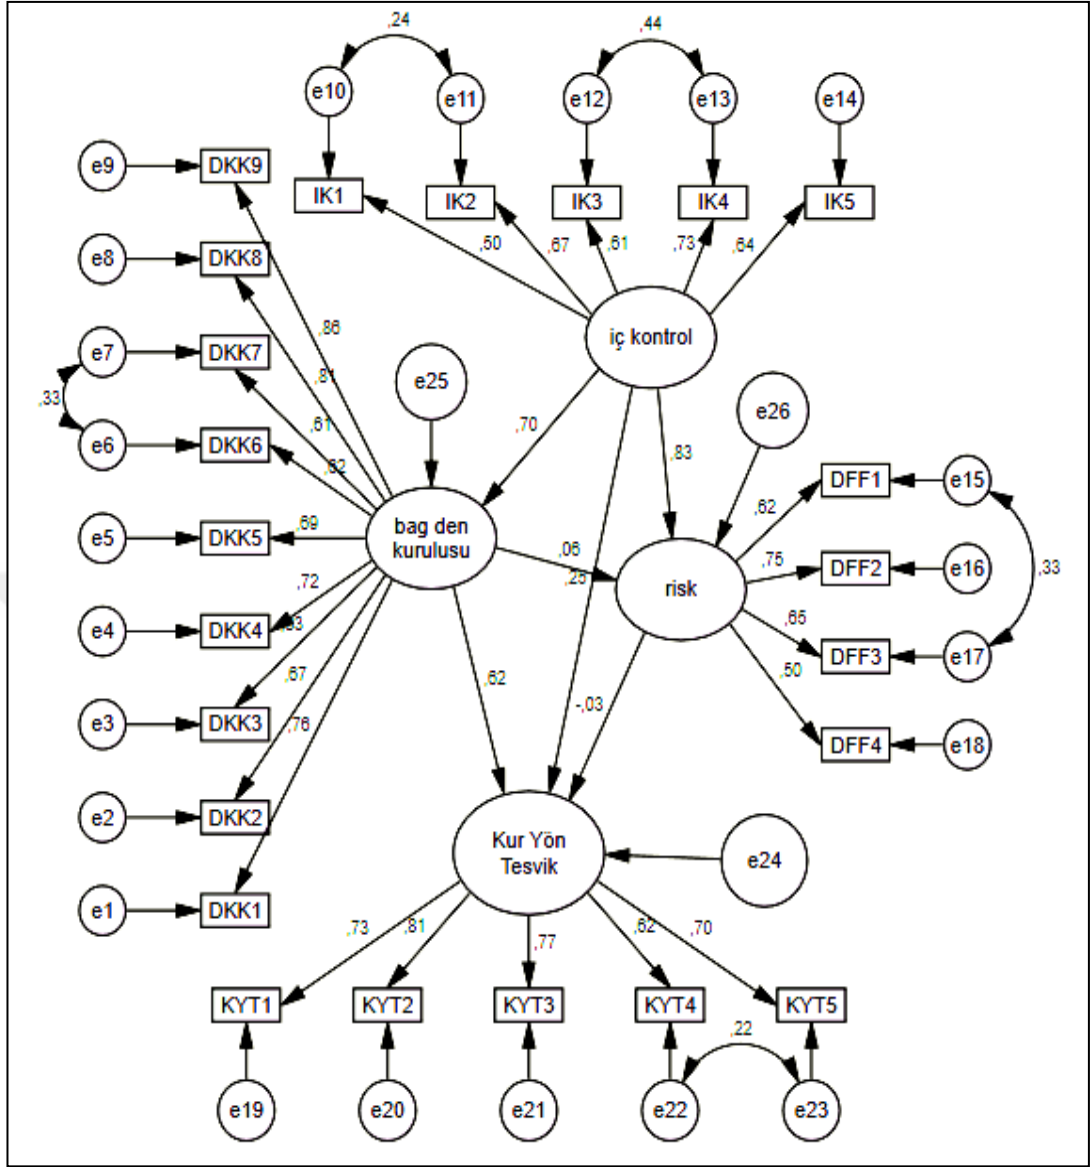 ,24
,44
e10
e11
e12
e13
e14
e9
DKK9
IK1
IK2
IK3
IK4
IK5
,50
,67
,61
,73
,64
e8
DKK8
,86
iç kontrol
e7
DKK7
,81
e25
,33
,61
,70
e26
e6
DKK6
,62
,83
DFF1
e15
,62
e5
DKK5
,69
bag den
kurulusu
,06
,25
risk
,75
DFF2
e16
,33
,72
e4
DKK4
,65
DFF3
e17
,67
,62
-,03
,50
e3
DKK3
,76
DFF4
e18
e2
DKK2
Kur Yön
Tesvik
e24
e1
DKK1
,73
,81
,77
,62
,70
KYT1
KYT2
KYT3
KYT4
KYT5
,22
e19
e20
e21
e22
e23